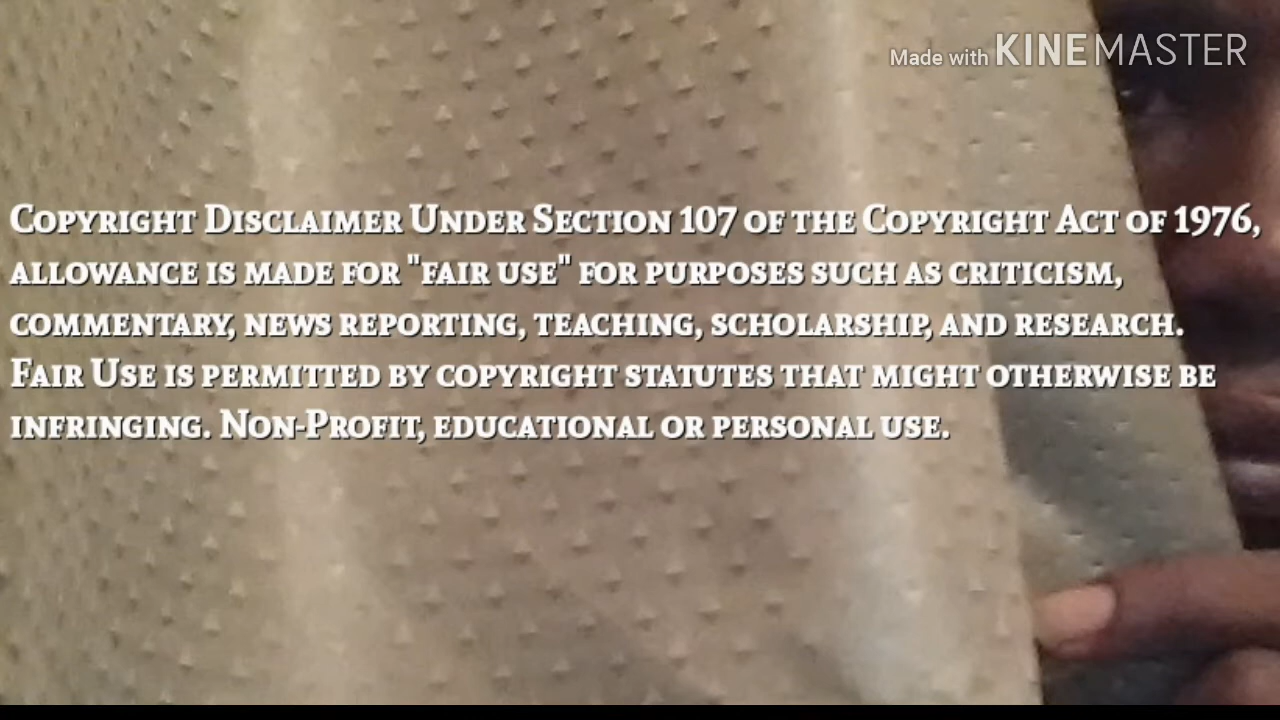 Made with KINEMASTER
Copyright Disclaimer Under Section 107 of the Copyright Act of 1976,
allowance is made for "fair use" for purposes such as criticism,
commentary, news reporting, teaching, scholarship, and research.
Fair Use is permitted by copyright statutes that might otherwise be
infringing. Non-Profit, educational or personal use.